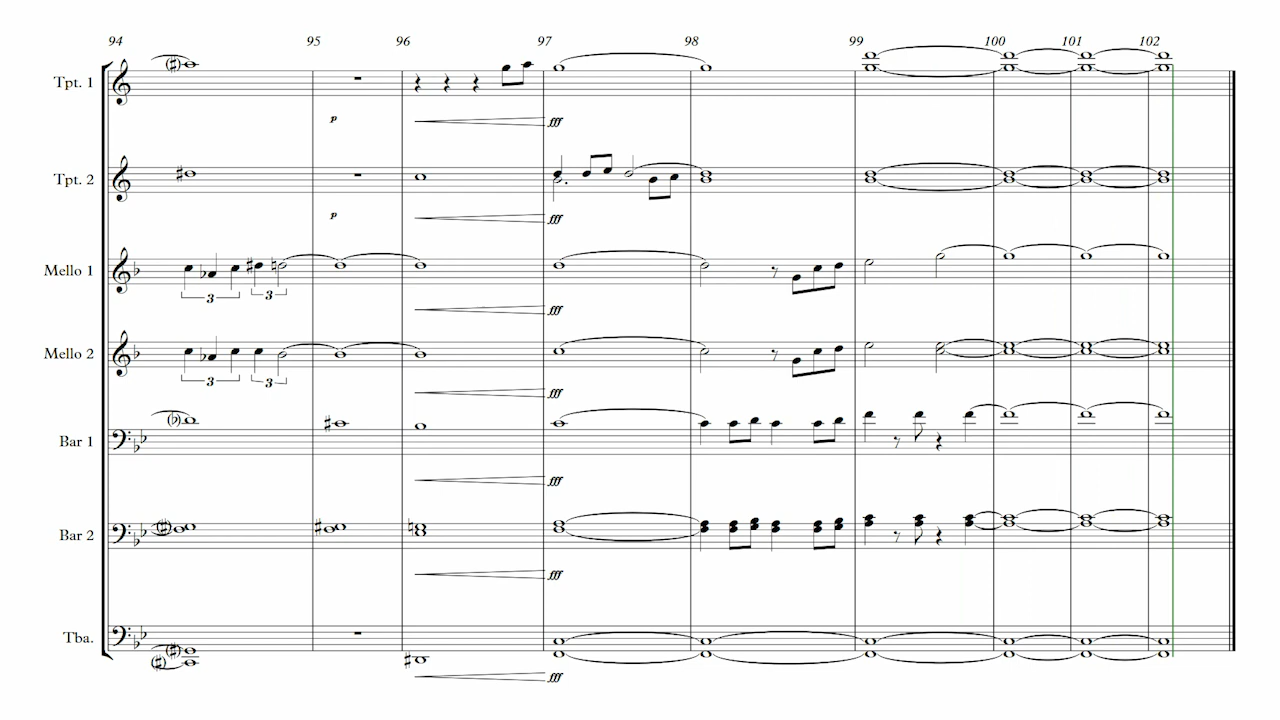 94 95 96 97 98 99 100 101 102
Tpt. 1
p fff
Tpt. 2
p fff
Mello 1
3 3
fff
Mello 2
3 3
fff
Bar 1
fff
Bar 2
fff
Tba.
fff